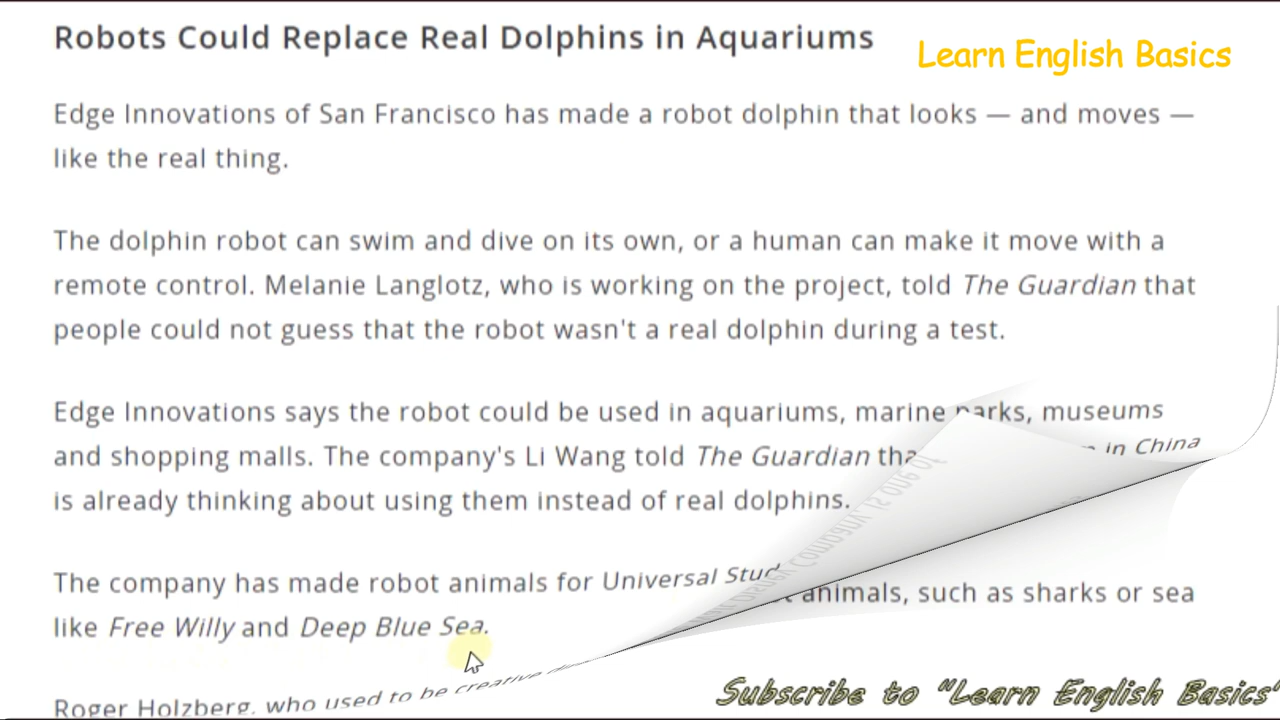 Robots Could Replace Real Dolphins in Aquariums
Learn English Basics
Edge Innovations of San Francisco has made a robot dolphin that looks — and moves —
like the real thing.
The dolphin robot can swim and dive on its own, or a human can make it move with a
remote control. Melanie Langlotz, who is working on the project, told The Guardian that
people could not guess that the robot wasn't a real dolphin during a test.
Edge Innovations says the robot could be used in aquariums, marine parks, museums
and shopping malls. The company's Li Wang told The Guardian in China
is already thinking about using them instead of real dolphins.
The company has made robot animals for Universal animals, such as sharks or sea
like Free Willy and Deep Blue Sea.
Roger Holzberg, who used to be creative
Company, is one of
Subscribe to "Learn English Basics"